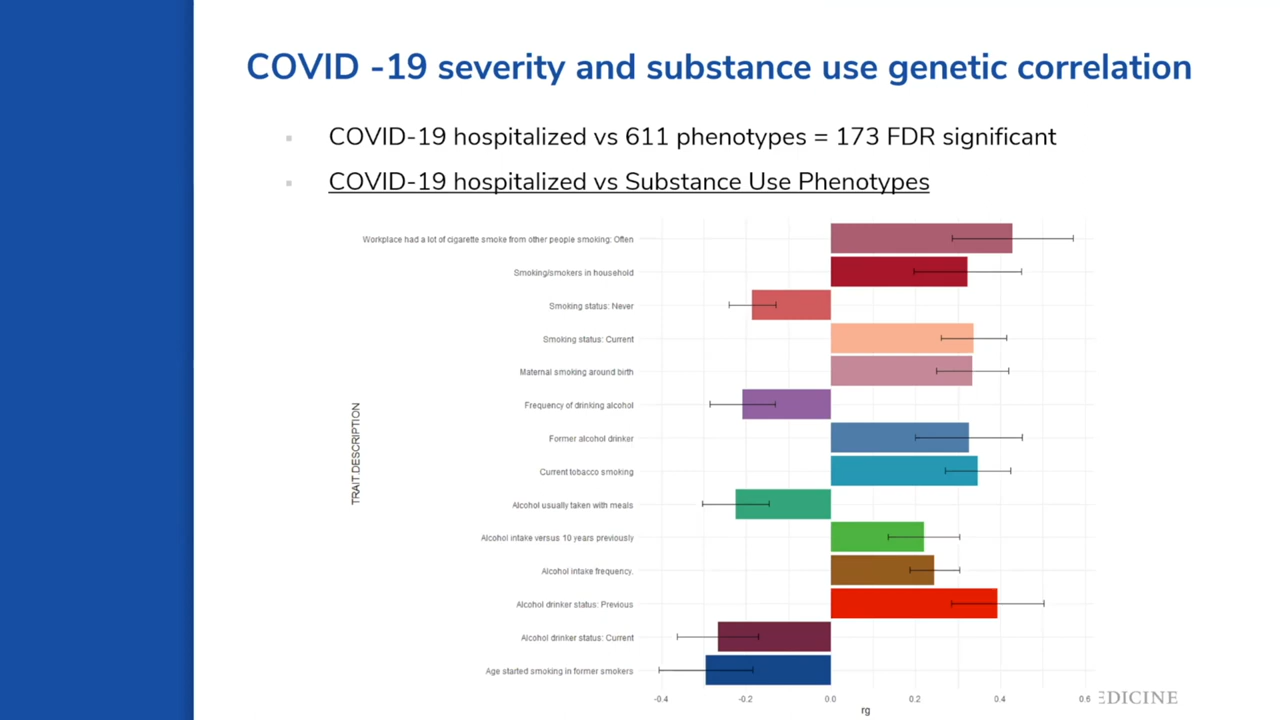 COVID -19 severity and substance use genetic correlation
COVID-19 hospitalized vs 611 phenotypes = 173 FDR significant
COVID-19 hospitalized vs Substance Use Phenotypes
Workplace had a lot of cigarette smoke from other people smoking: Often
Smoking/smokers in household
Smoking status: Never
Smoking status: Current
Maternal smoking around birth
Frequency of drinking alcohol
Former alcohol drinker
Current tobacco smoking
Alcohol usually taken with meals
Alcohol intake versus 10 years previously
Alcohol intake frequency.
Alcohol drinker status: Previous
Alcohol drinker status: Current
Age started smoking in former smokers
TRAIT.DESCRIPTION
-0.4 -0.2 0.0 0.2 0.4 0.6
rg
EDICINE